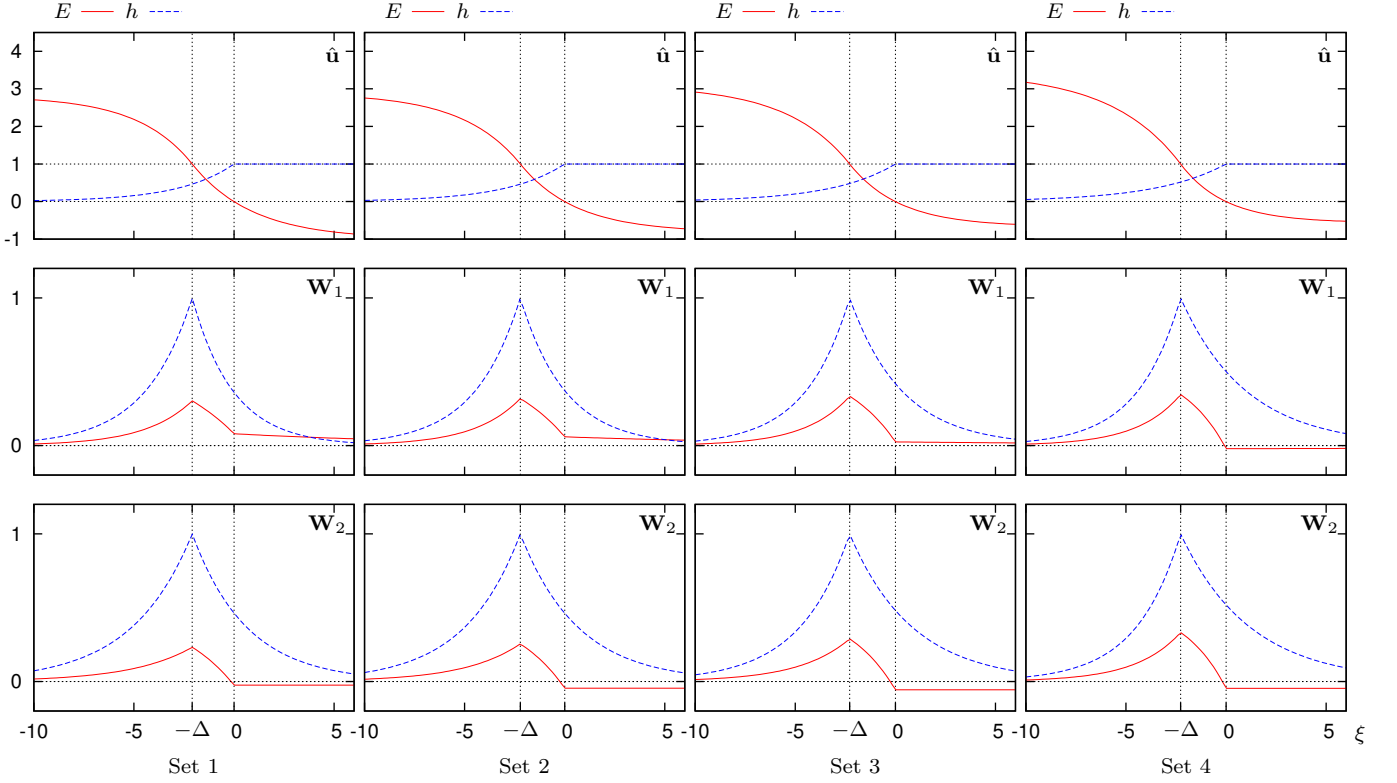 E h E h E h E h
4 û û û û
3
2
1
0
-1
1 W₁ W₁ W₁ W₁
0
1 W₂ W₂ W₂ W₂
0
-10 -5 −Δ 0 5 -10 -5 −Δ 0 5 -10 -5 −Δ 0 5 -10 -5 −Δ 0 5 ξ
Set 1 Set 2 Set 3 Set 4